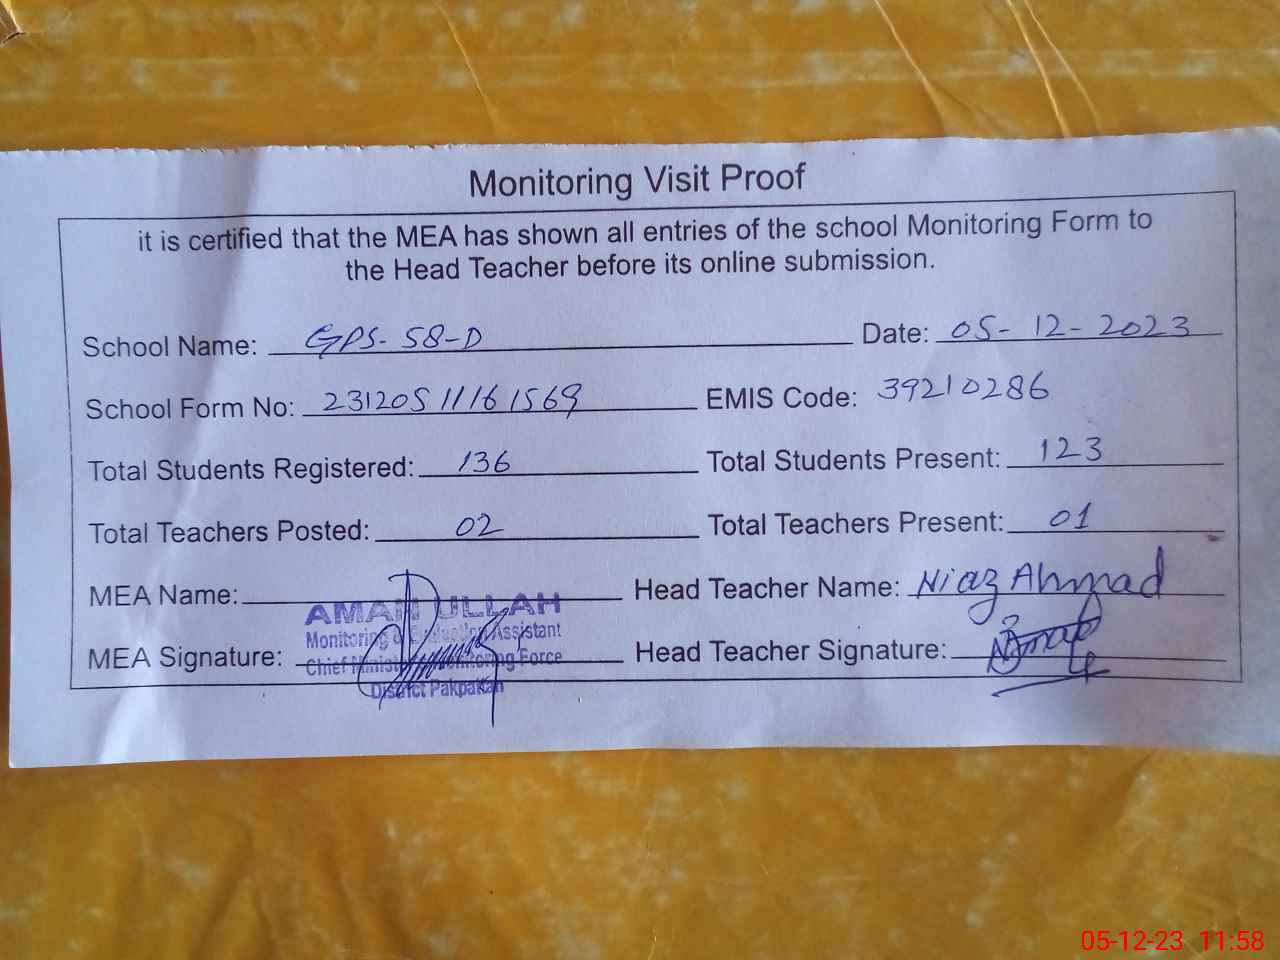 Monitoring Visit Proof
it is certified that the MEA has shown all entries of the school Monitoring Form to
the Head Teacher before its online submission.
School Name: GPS-58-D Date: 05-12-2023
School Form No: 23120511161569 EMIS Code: 39210286
Total Students Registered: 136 Total Students Present: 123
Total Teachers Posted: 02 Total Teachers Present: 01
MEA Name: Head Teacher Name: Niaz Ahmad
AMAN ULLAH
Monitoring & Evaluation Assistant
MEA Signature: Head Teacher Signature:
Chief Minister's Monitoring Force
District Pakpattan
05-12-23 11:58